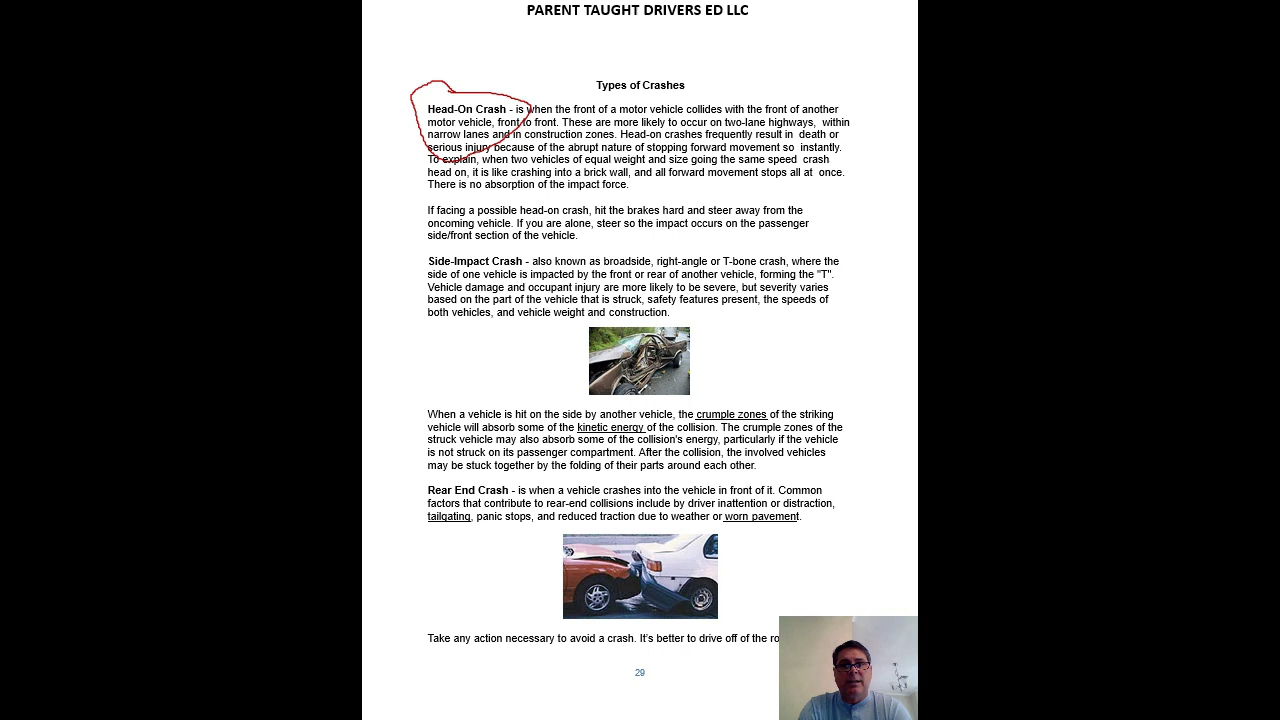 PARENT TAUGHT DRIVERS ED LLC
Types of Crashes
Head-On Crash - is when the front of a motor vehicle collides with the front of another
motor vehicle, front to front. These are more likely to occur on two-lane highways, within
narrow lanes and in construction zones. Head-on crashes frequently result in death or
serious injury because of the abrupt nature of stopping forward movement so instantly.
To explain, when two vehicles of equal weight and size going the same speed crash
head on, it is like crashing into a brick wall, and all forward movement stops all at once.
There is no absorption of the impact force.
If facing a possible head-on crash, hit the brakes hard and steer away from the
oncoming vehicle. If you are alone, steer so the impact occurs on the passenger
side/front section of the vehicle.
Side-Impact Crash - also known as broadside, right-angle or T-bone crash, where the
side of one vehicle is impacted by the front or rear of another vehicle, forming the "T".
Vehicle damage and occupant injury are more likely to be severe, but severity varies
based on the part of the vehicle that is struck, safety features present, the speeds of
both vehicles, and vehicle weight and construction.
When a vehicle is hit on the side by another vehicle, the crumple zones of the striking
vehicle will absorb some of the kinetic energy of the collision. The crumple zones of the
struck vehicle may also absorb some of the collision's energy, particularly if the vehicle
is not struck on its passenger compartment. After the collision, the involved vehicles
may be stuck together by the folding of their parts around each other.
Rear End Crash - is when a vehicle crashes into the vehicle in front of it. Common
factors that contribute to rear-end collisions include by driver inattention or distraction,
tailgating, panic stops, and reduced traction due to weather or worn pavement.
Take any action necessary to avoid a crash. It’s better to drive off of the
29